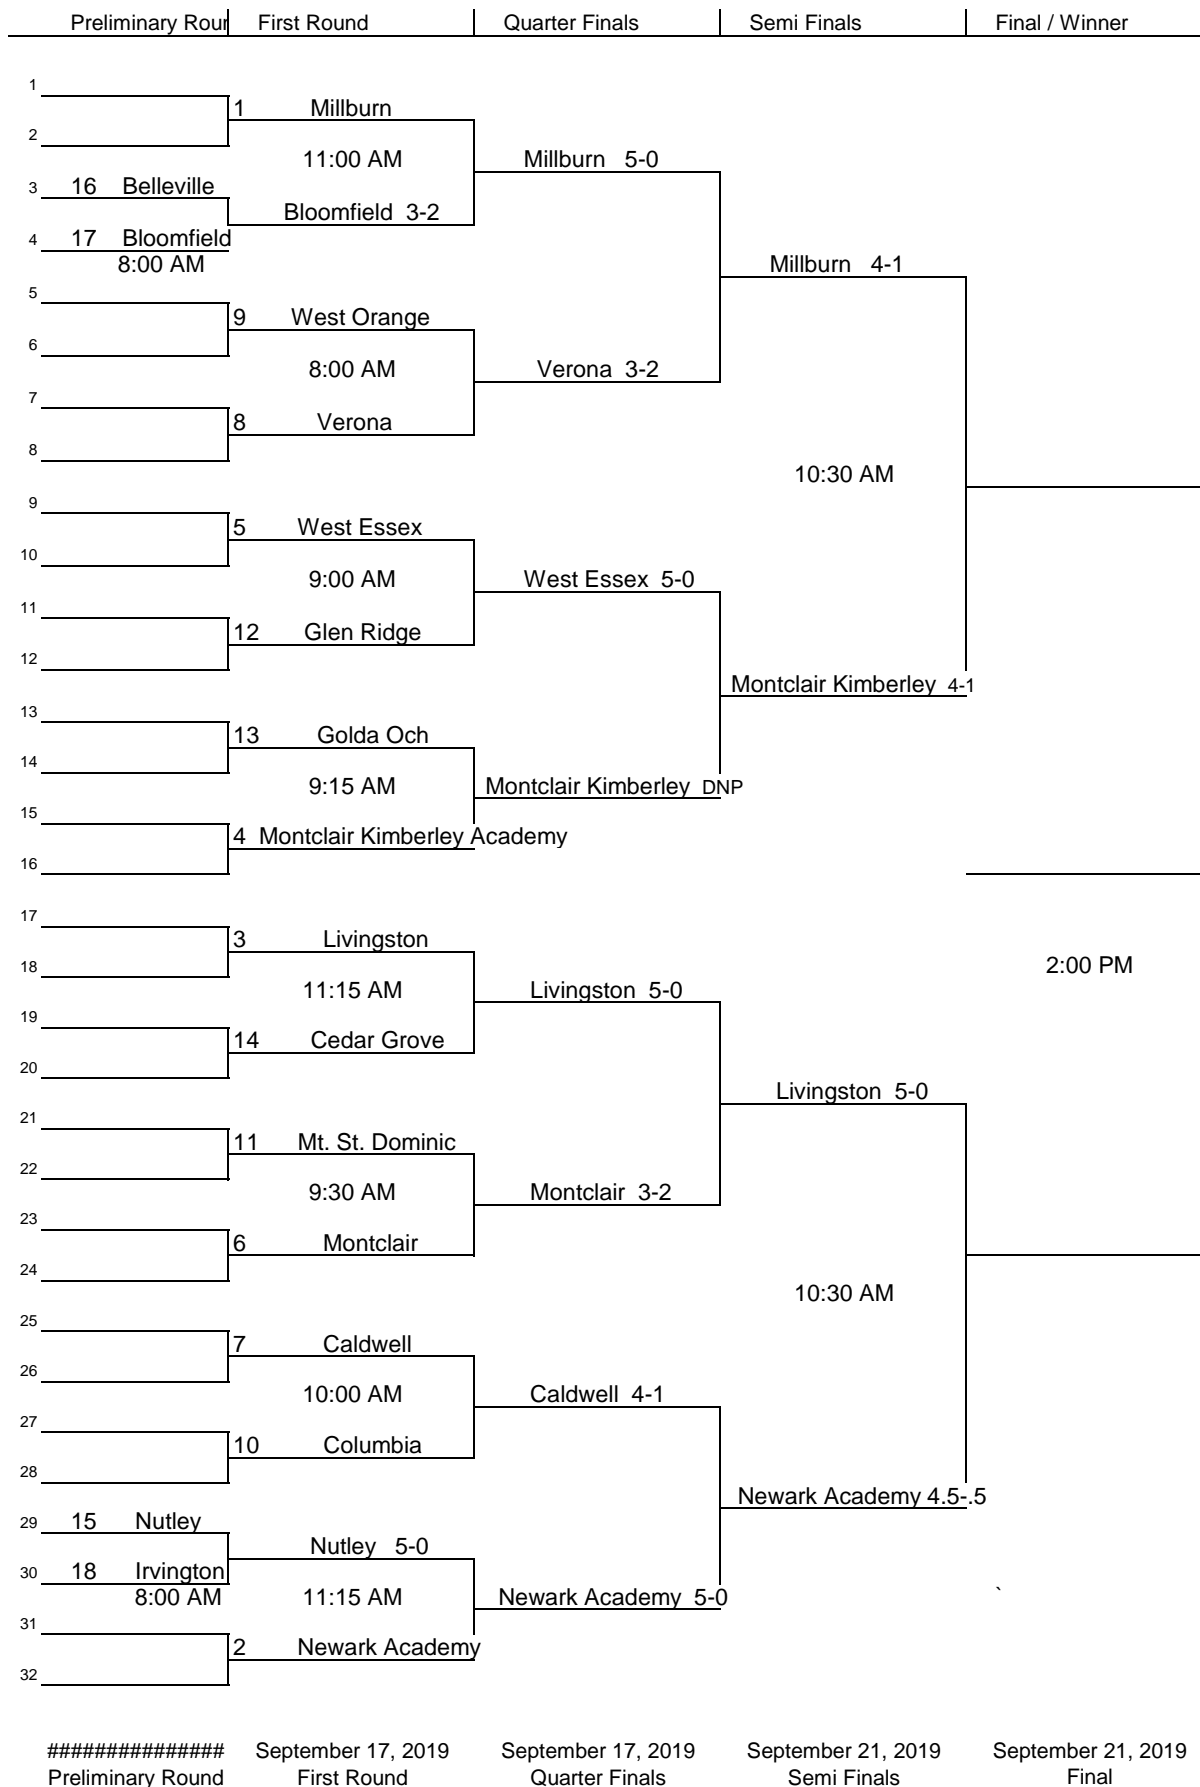 Preliminary Rour First Round Quarter Finals Semi Finals Final / Winner
1
1 Millburn
2
11:00 AM Millburn 5-0
3 16 Belleville
Bloomfield 3-2
4 17 Bloomfield
8:00 AM Millburn 4-1
5
9 West Orange
6
8:00 AM Verona 3-2
7
8 Verona
8
10:30 AM
9
5 West Essex
10
9:00 AM West Essex 5-0
11
12 Glen Ridge
12
Montclair Kimberley 4-1
13
13 Golda Och
14
9:15 AM Montclair Kimberley DNP
15
4 Montclair Kimberley Academy
16
17
3 Livingston
18 2:00 PM
11:15 AM Livingston 5-0
19
14 Cedar Grove
20
Livingston 5-0
21
11 Mt. St. Dominic
22
9:30 AM Montclair 3-2
23
6 Montclair
24
10:30 AM
25
7 Caldwell
26
10:00 AM Caldwell 4-1
27
10 Columbia
28
Newark Academy 4.5-.5
29 15 Nutley
Nutley 5-0
30 18 Irvington
8:00 AM 11:15 AM Newark Academy 5-0 `
31
2 Newark Academy
32
############### September 17, 2019 September 17, 2019 September 21, 2019 September 21, 2019
Preliminary Round First Round Quarter Finals Semi Finals Final